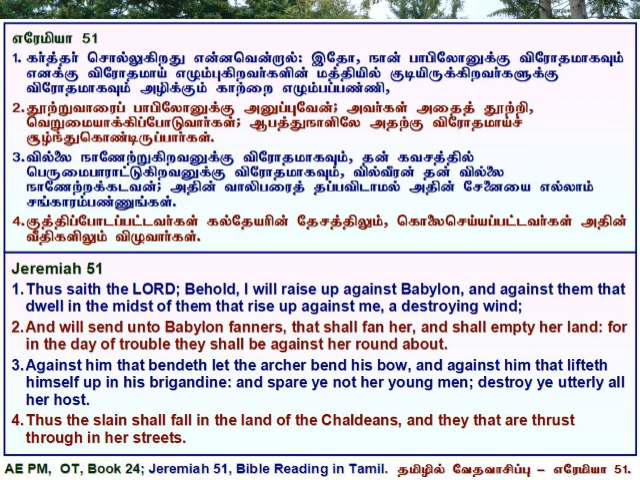 எரேமியா 51
1. கர்த்தர் சொல்லுகிறது என்னவென்றால்: இதோ, நான் பாபிலோனுக்கு விரோதமாகவும்
எனக்கு விரோதமாய் எழும்புகிறவர்களின் மத்தியில் குடியிருக்கிறவர்களுக்கு
விரோதமாகவும் அழிக்கும் காற்றை எழும்பப்பண்ணி,
2.தூற்றுவாரைப் பாபிலோனுக்கு அனுப்புவேன்; அவர்கள் அதைத் தூற்றி,
வெறுமையாக்கிப்போடுவார்கள்; ஆபத்துநாளிலே அதற்கு விரோதமாய்ச்
சூழ்ந்துகொண்டிருப்பார்கள்.
3.வில்லை நாணேற்றுகிறவனுக்கு விரோதமாகவும், தன் கவசத்தில்
பெருமைபாராட்டுகிறவனுக்கு விரோதமாகவும், வில்வீரன் தன் வில்லை
நாணேற்றக்கடவன்; அதின் வாலிபரைத் தப்பவிடாமல் அதின் சேனையை எல்லாம்
சங்காரம்பண்ணுங்கள்.
4.குத்திப்போடப்பட்டவர்கள் கல்தேயரின் தேசத்திலும், கொலைசெய்யப்பட்டவர்கள் அதின்
வீதிகளிலும் விழுவார்கள்.
Jeremiah 51
1.Thus saith the LORD; Behold, I will raise up against Babylon, and against them that
dwell in the midst of them that rise up against me, a destroying wind;
2.And will send unto Babylon fanners, that shall fan her, and shall empty her land: for
in the day of trouble they shall be against her round about.
3.Against him that bendeth let the archer bend his bow, and against him that lifteth
himself up in his brigandine: and spare ye not her young men; destroy ye utterly all
her host.
4.Thus the slain shall fall in the land of the Chaldeans, and they that are thrust
through in her streets.
AE PM, OT, Book 24; Jeremiah 51, Bible Reading in Tamil. தமிழில் வேதவாசிப்பு – எரேமியா 51.